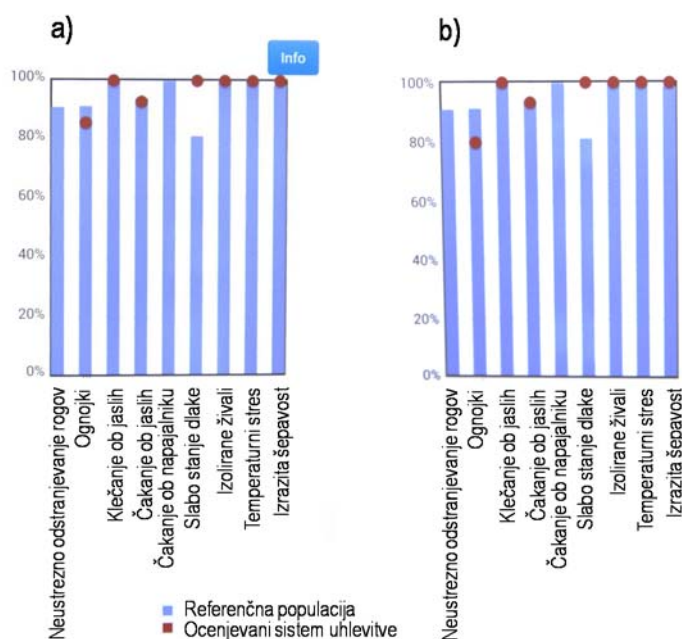 a)
Info
100%
80%
60%
40%
20%
0%
Neustrezno odstranjevanje rogov
Ognojki
Klečanje ob jaslih
Čakanje ob jaslih
Čakanje ob napajalniku
Slabo stanje dlake
Izolirane živali
Temperaturni stres
Izrazita šepavost
b)
100%
80%
60%
40%
20%
0%
Neustrezno odstranjevanje rogov
Ognojki
Klečanje ob jaslih
Čakanje ob jaslih
Čakanje ob napajalniku
Slabo stanje dlake
Izolirane živali
Temperaturni stres
Izrazita šepavost
Referenčna populacija
Ocenjevani sistem uhlevitve